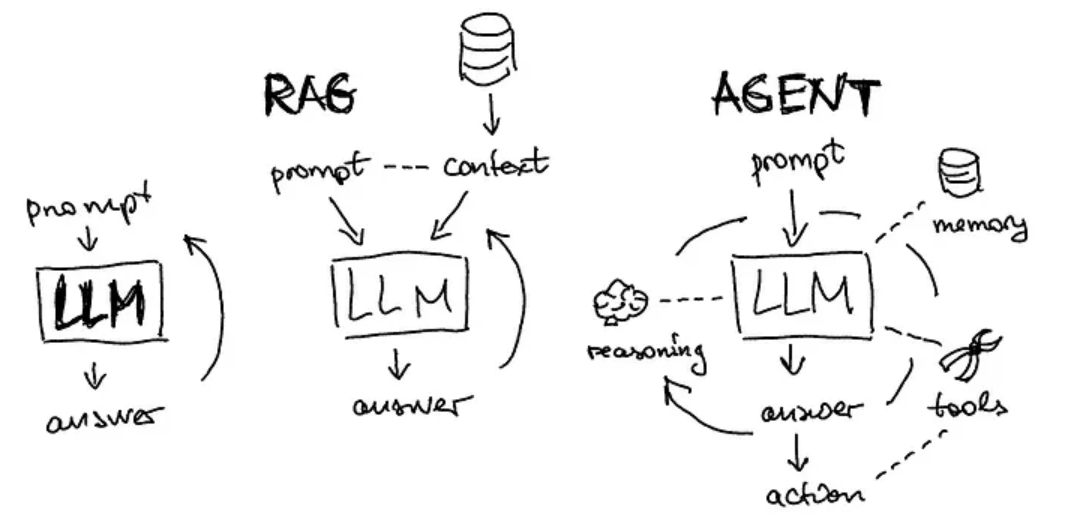 prompt
LLM
answer
RAG
prompt --- context
LLM
answer
AGENT
prompt
memory
LLM
reasoning
tools
answer
action